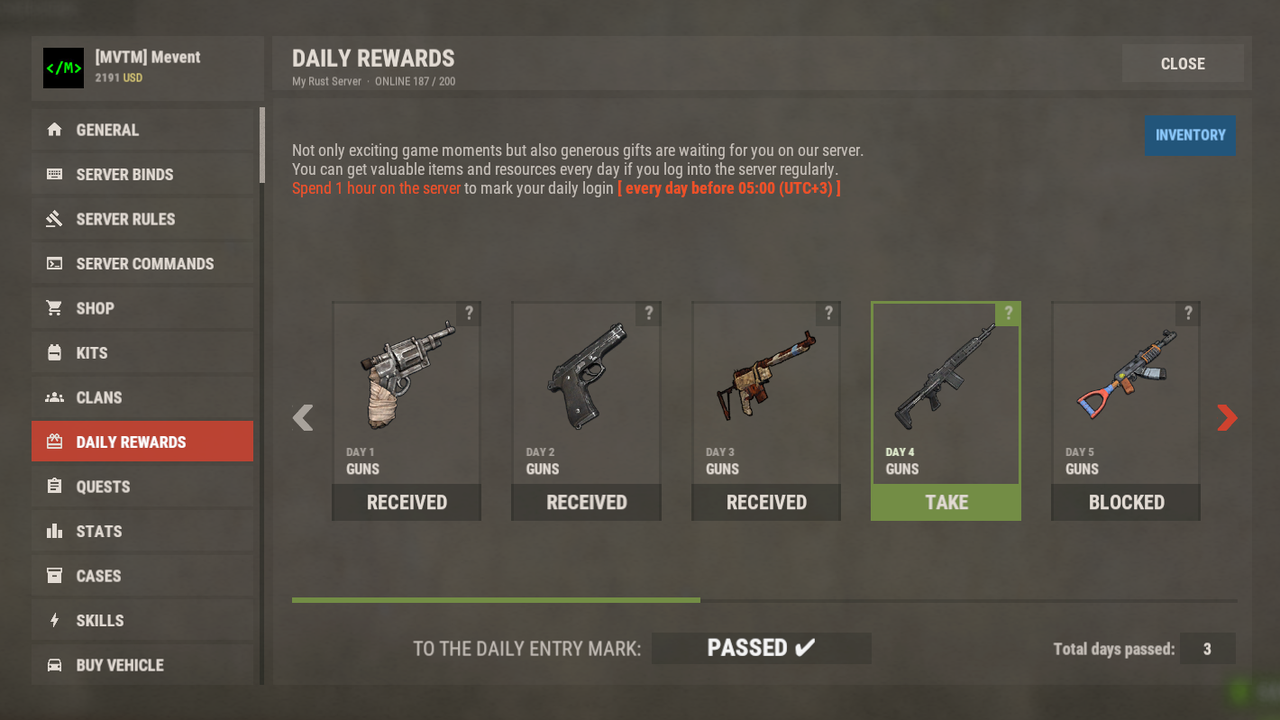 </M>
[MVTM] Mevent
2191 USD
GENERAL
SERVER BINDS
SERVER RULES
SERVER COMMANDS
SHOP
KITS
CLANS
DAILY REWARDS
QUESTS
STATS
CASES
SKILLS
BUY VEHICLE
DAILY REWARDS
My Rust Server · ONLINE 187 / 200
CLOSE
INVENTORY
Not only exciting game moments but also generous gifts are waiting for you on our server.
You can get valuable items and resources every day if you log into the server regularly.
Spend 1 hour on the server to mark your daily login [ every day before 05:00 (UTC+3) ]
?
DAY 1
GUNS
RECEIVED
?
DAY 2
GUNS
RECEIVED
?
DAY 3
GUNS
RECEIVED
?
DAY 4
GUNS
TAKE
?
DAY 5
GUNS
BLOCKED
TO THE DAILY ENTRY MARK: PASSED ✔
Total days passed: 3